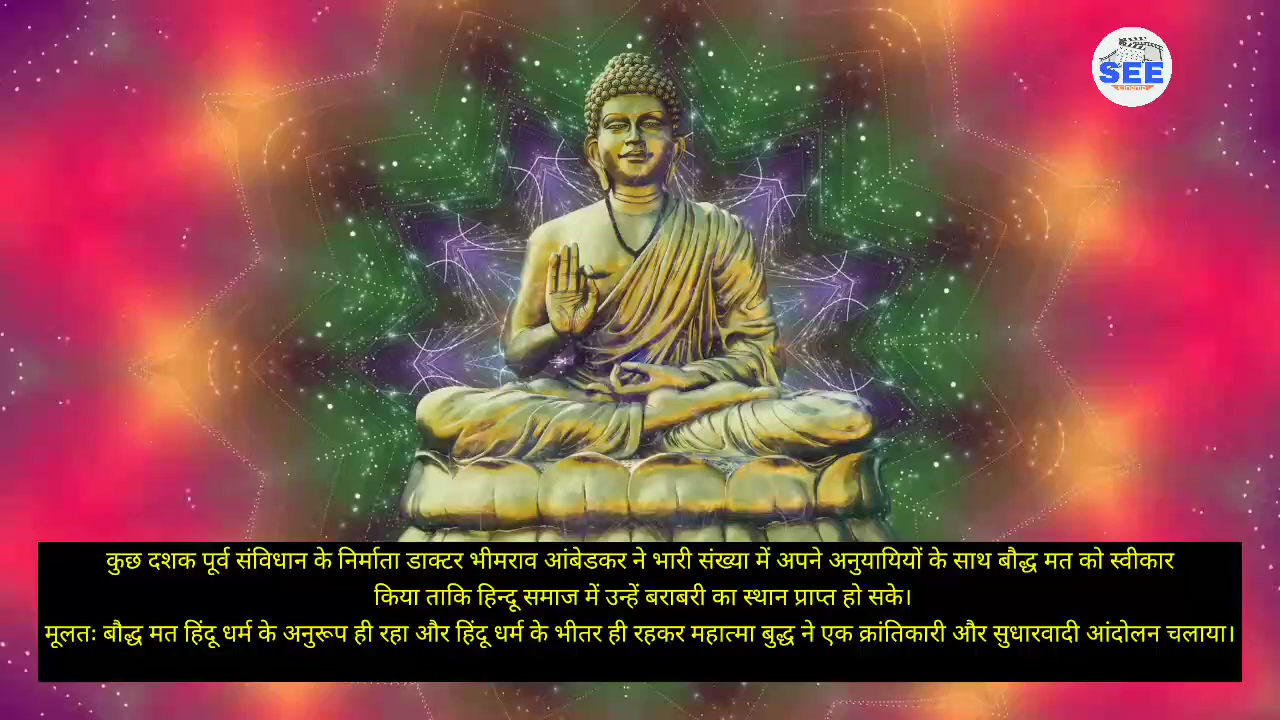 SEE
कुछ दशक पूर्व संविधान के निर्माता डाक्टर भीमराव आंबेडकर ने भारी संख्या में अपने अनुयायियों के साथ बौद्ध मत को स्वीकार
किया ताकि हिन्दू समाज में उन्हें बराबरी का स्थान प्राप्त हो सके।
मूलतः बौद्ध मत हिंदू धर्म के अनुरूप ही रहा और हिंदू धर्म के भीतर ही रहकर महात्मा बुद्ध ने एक क्रांतिकारी और सुधारवादी आंदोलन चलाया।